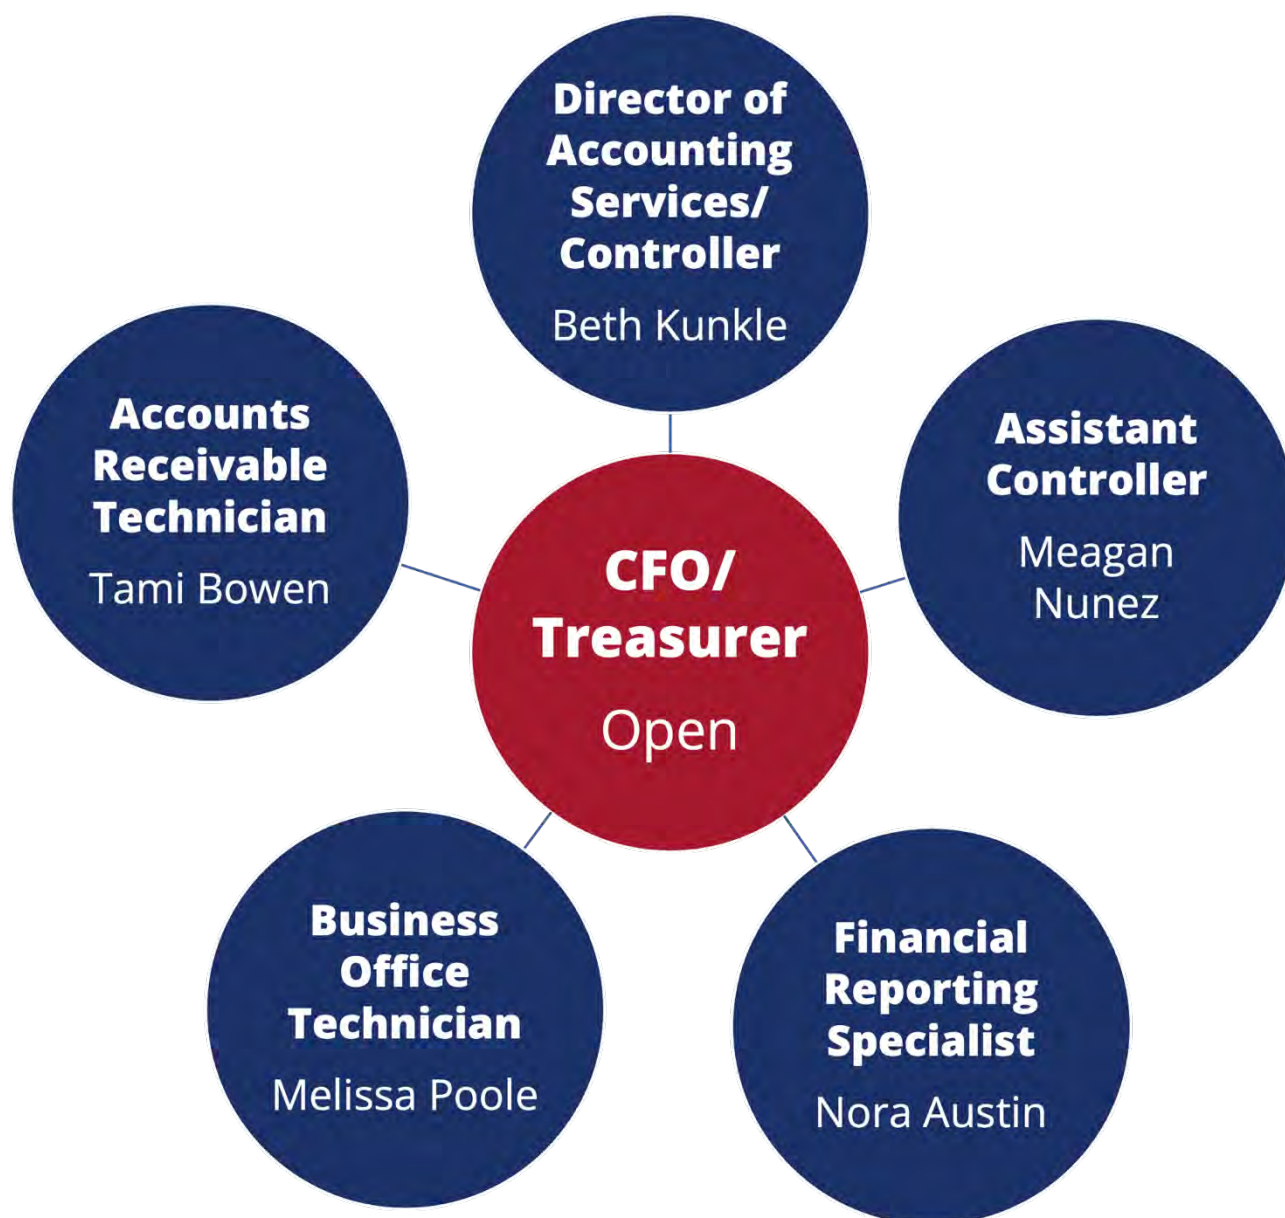 Director of
Accounting
Services/
Controller
Beth Kunkle
Accounts
Receivable
Technician
Tami Bowen
Assistant
Controller
Meagan
Nunez
CFO/
Treasurer
Open
Business
Office
Technician
Melissa Poole
Financial
Reporting
Specialist
Nora Austin